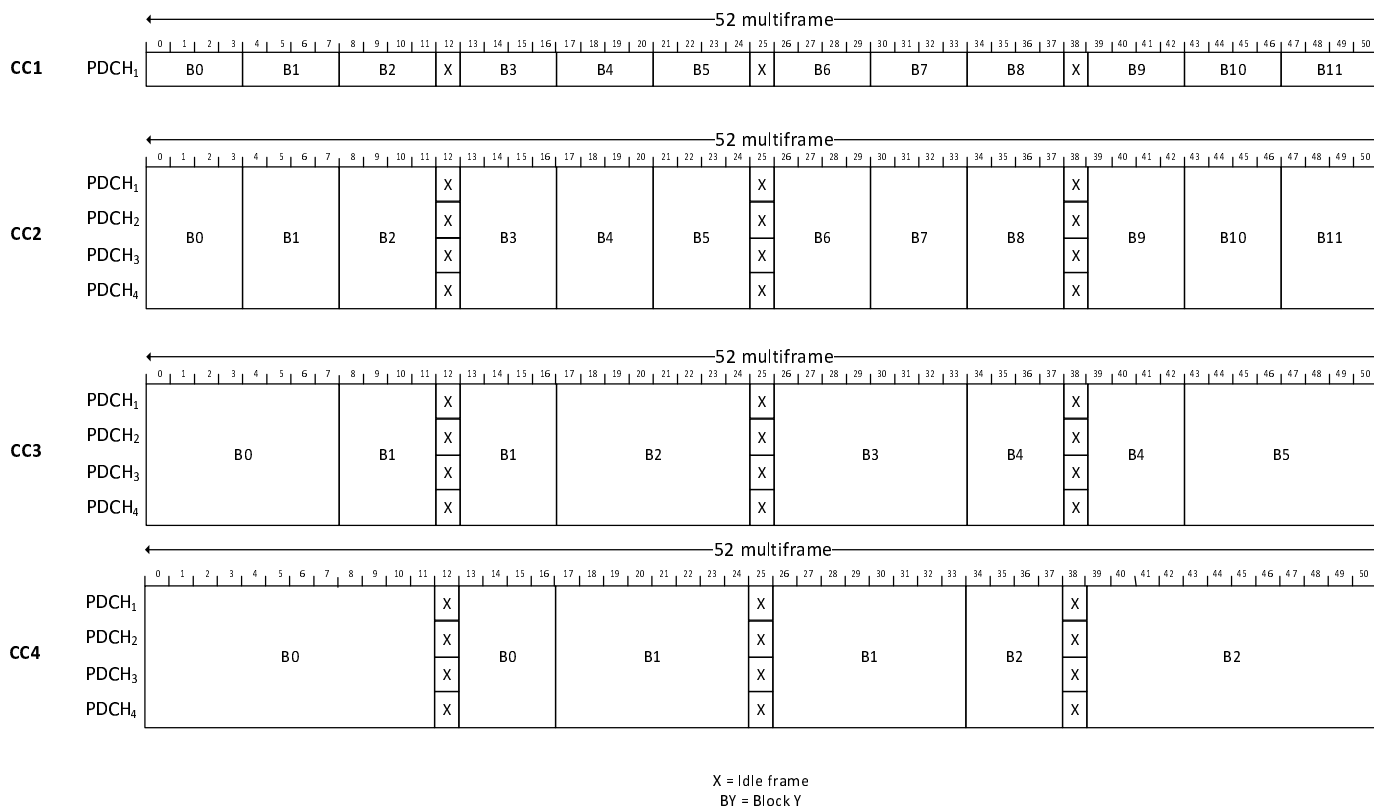 52 multiframe
0 1 2 3 4 5 6 7 8 9 10 11 12 13 14 15 16 17 18 19 20 21 22 23 24 25 26 27 28 29 30 31 32 33 34 35 36 37 38 39 40 41 42 43 44 45 46 47 48 49 50
CC1 PDCH1 B0 B1 B2 X B3 B4 B5 X B6 B7 B8 X B9 B10 B11
52 multiframe
0 1 2 3 4 5 6 7 8 9 10 11 12 13 14 15 16 17 18 19 20 21 22 23 24 25 26 27 28 29 30 31 32 33 34 35 36 37 38 39 40 41 42 43 44 45 46 47 48 49 50
PDCH1 X X X
PDCH2 X X X
CC2 B0 B1 B2 B3 B4 B5 B6 B7 B8 B9 B10 B11
PDCH3 X X X
PDCH4 X X X
52 multiframe
0 1 2 3 4 5 6 7 8 9 10 11 12 13 14 15 16 17 18 19 20 21 22 23 24 25 26 27 28 29 30 31 32 33 34 35 36 37 38 39 40 41 42 43 44 45 46 47 48 49 50
PDCH1 X X X
PDCH2 X X X
CC3 B0 B1 B1 B2 B3 B4 B4 B5
PDCH3 X X X
PDCH4 X X X
52 multiframe
0 1 2 3 4 5 6 7 8 9 10 11 12 13 14 15 16 17 18 19 20 21 22 23 24 25 26 27 28 29 30 31 32 33 34 35 36 37 38 39 40 41 42 43 44 45 46 47 48 49 50
PDCH1 X X X
PDCH2 X X X
CC4 B0 B0 B1 B1 B2 B2
PDCH3 X X X
PDCH4 X X X
X = Idle frame
BY = Block Y